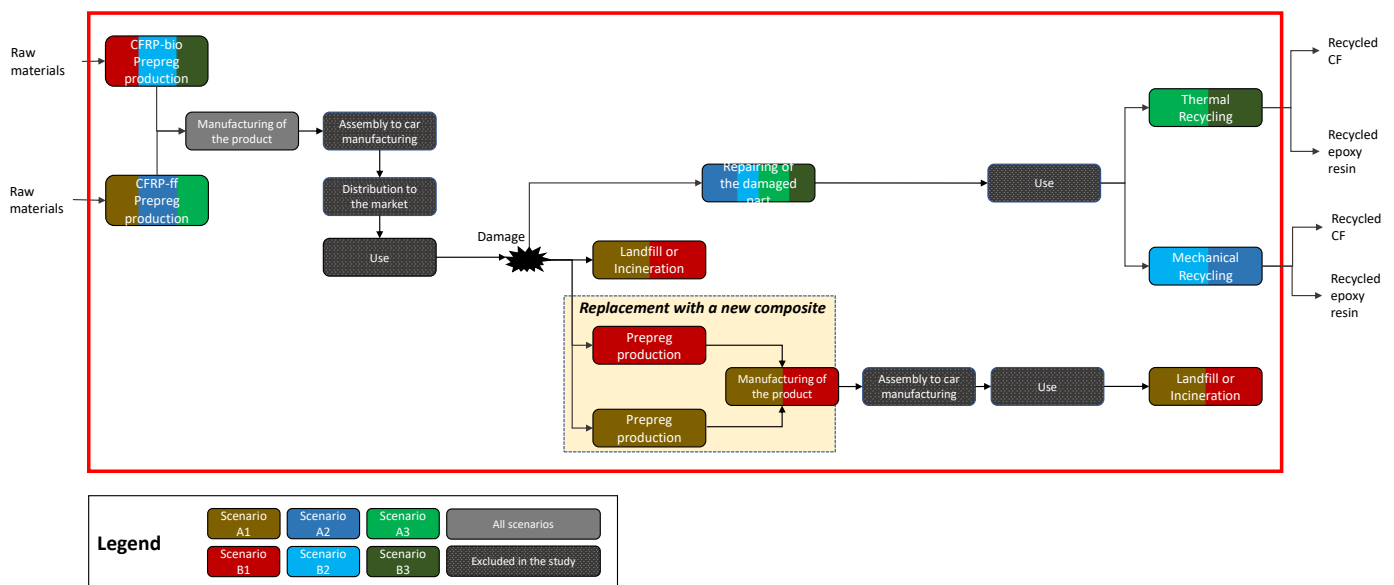 Raw
materials
CFRP-bio
Prepreg
production
Manufacturing of
the product
Assembly to car
manufacturing
Raw
materials
CFRP-ff
Prepreg
production
Distribution to
the market
Use
Damage
Repairing of
the damaged
part
Use
Thermal
Recycling
Recycled
CF
Recycled
epoxy
resin
Landfill or
Incineration
Mechanical
Recycling
Recycled
CF
Recycled
epoxy
resin
Replacement with a new composite
Prepreg
production
Manufacturing of
the product
Prepreg
production
Assembly to car
manufacturing
Use
Landfill or
Incineration
Legend
Scenario
A1
Scenario
A2
Scenario
A3
All scenarios
Scenario
B1
Scenario
B2
Scenario
B3
Excluded in the study